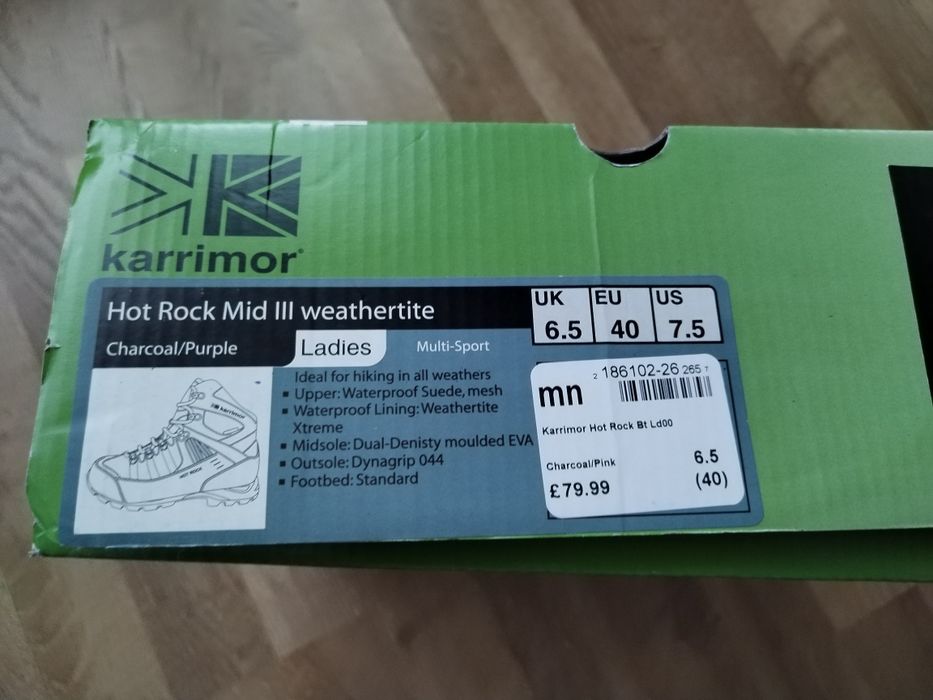 karrimor
Hot Rock Mid III weathertite
Charcoal/Purple
Ladies
Multi-Sport
UK
6.5
EU
40
US
7.5
karrimor
HOT ROCK
Ideal for hiking in all weathers
▪ Upper: Waterproof Suede, mesh
▪ Waterproof Lining: Weathertite
Xtreme
▪ Midsole: Dual-Denisty moulded EVA
▪ Outsole: Dynagrip 044
▪ Footbed: Standard
mn
2 186102-26 265 7
Karrimor Hot Rock Bt Ld00
Charcoal/Pink
6.5
£79.99
(40)